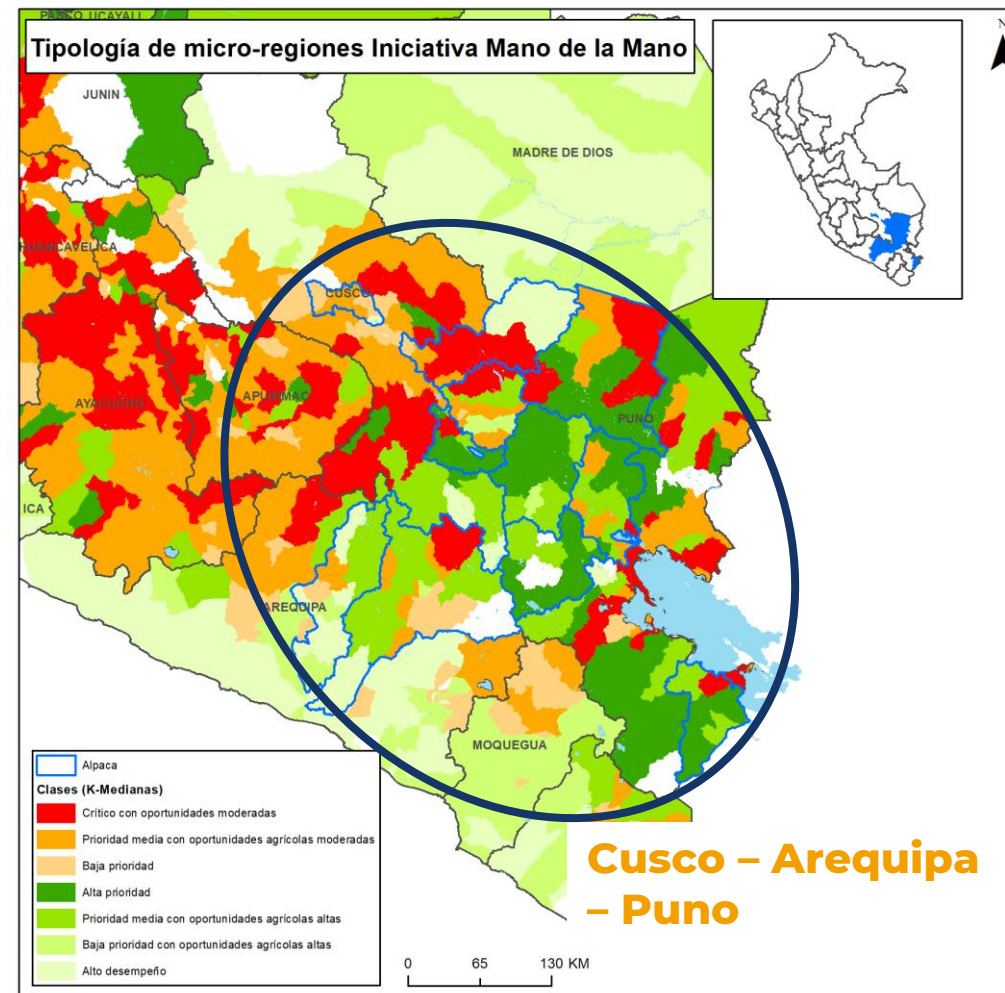 PASCO UCAYALI
Tipología de micro-regiones Iniciativa Mano de la Mano
N
JUNIN
MADRE DE DIOS
HUANCAVELICA
CUSCO
AYACUCHO
APURIMAC
PUNO
ICA
AREQUIPA
MOQUEGUA
Alpaca
Clases (K-Medianas)
Crítico con oportunidades moderadas
Prioridad media con oportunidades agrícolas moderadas
Baja prioridad
Alta prioridad
Prioridad media con oportunidades agrícolas altas
Baja prioridad con oportunidades agrícolas altas
Alto desempeño
0 65 130 KM
Cusco – Arequipa
– Puno